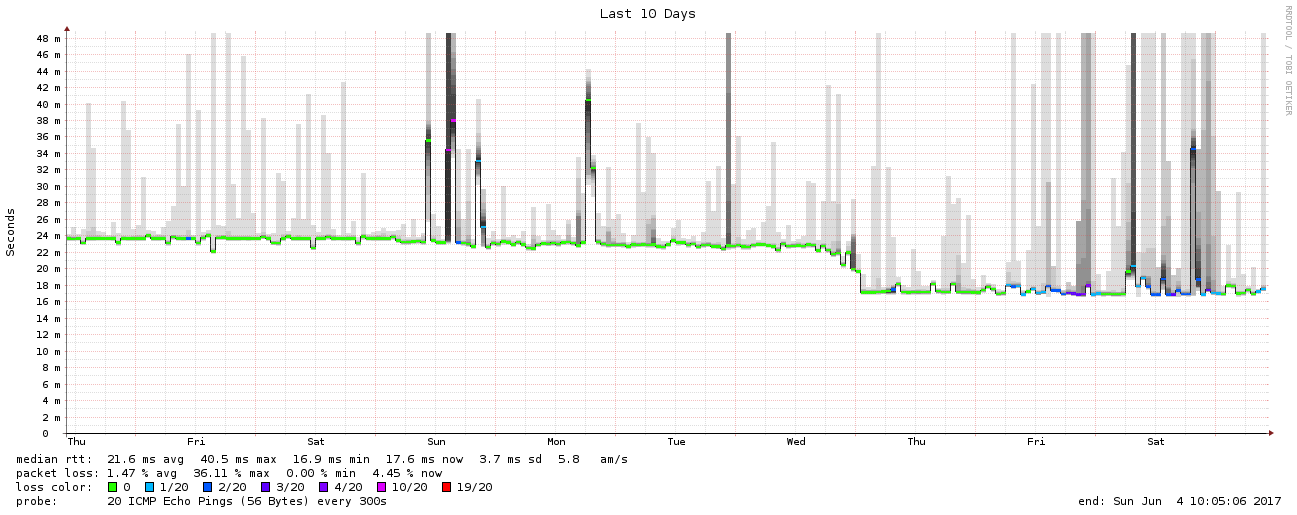 Last 10 Days
RRDTOOL / TOBI OETIKER
Seconds
48 m
46 m
44 m
42 m
40 m
38 m
36 m
34 m
32 m
30 m
28 m
26 m
24 m
22 m
20 m
18 m
16 m
14 m
12 m
10 m
8 m
6 m
4 m
2 m
0
Thu Fri Sat Sun Mon Tue Wed Thu Fri Sat
median rtt: 21.6 ms avg 40.5 ms max 16.9 ms min 17.6 ms now 3.7 ms sd 5.8 am/s
packet loss: 1.47 % avg 36.11 % max 0.00 % min 4.45 % now
loss color: 0 1/20 2/20 3/20 4/20 10/20 19/20
probe: 20 ICMP Echo Pings (56 Bytes) every 300s end: Sun Jun 4 10:05:06 2017